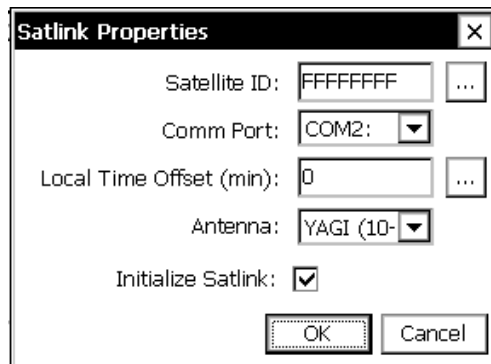 Satlink Properties
Satellite ID: FFFFFFFF ...
Comm Port: COM2:
Local Time Offset (min): 0 ...
Antenna: YAGI (10-
Initialize Satlink:
OK Cancel